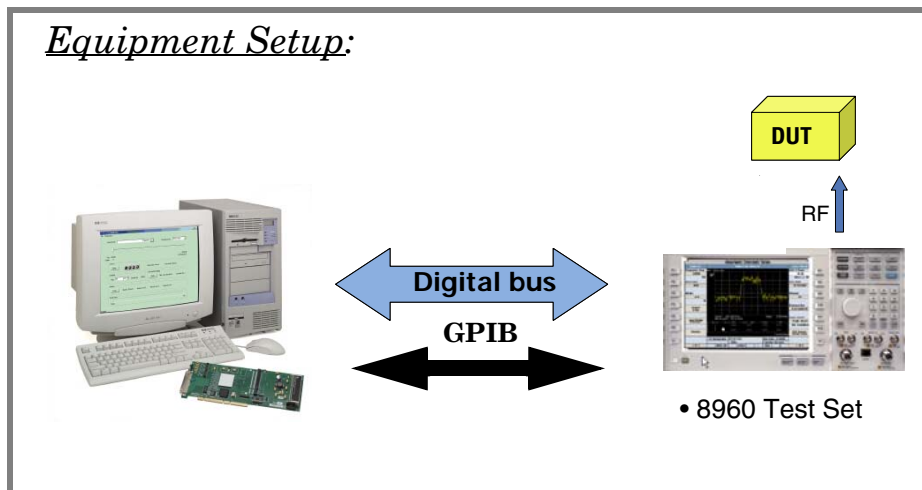 Equipment Setup:
DUT
RF
Digital bus
GPIB
• 8960 Test Set